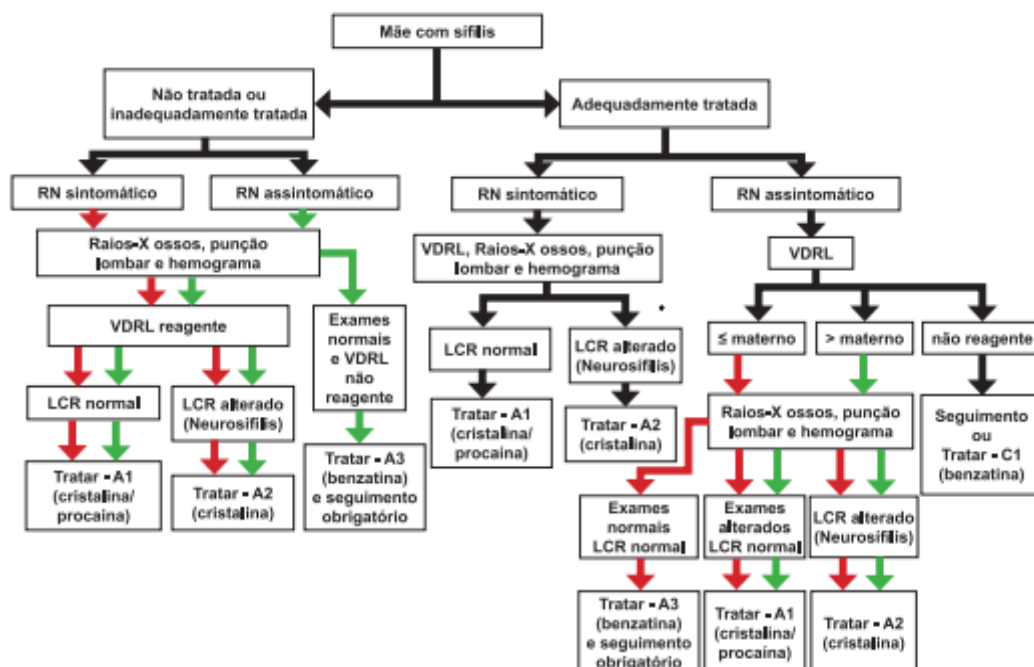 Mãe com sífilis
Não tratada ou
inadequadamente tratada
Adequadamente tratada
RN sintomático
RN assintomático
RN sintomático
RN assintomático
Raios-X ossos, punção
lombar e hemograma
VDRL, Raios-X ossos, punção
lombar e hemograma
VDRL
VDRL reagente
Exames
normais
e VDRL
não
reagente
LCR normal
LCR alterado
(Neurosífilis)
≤ materno
> materno
não reagente
LCR normal
LCR alterado
(Neurosífilis)
Tratar - A1
(cristalina/
procaína)
Tratar - A2
(cristalina)
Raios-X ossos, punção
lombar e hemograma
Seguimento
ou
Tratar - C1
(benzatina)
Tratar - A1
(cristalina/
procaína)
Tratar - A2
(cristalina)
Tratar - A3
(benzatina)
e seguimento
obrigatório
Exames
normais
LCR normal
Exames
alterados
LCR normal
LCR alterado
(Neurosífilis)
Tratar - A3
(benzatina)
e seguimento
obrigatório
Tratar - A1
(cristalina/
procaína)
Tratar - A2
(cristalina)